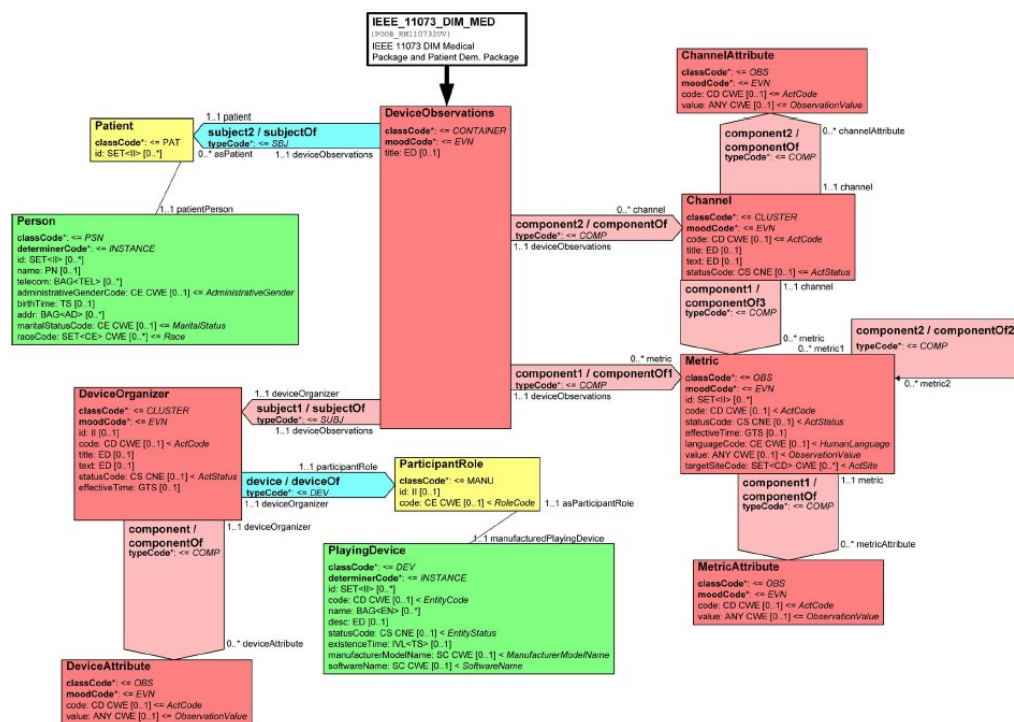 IEEE_11073_DIM_MED
(POOB_RM110732UV)
IEEE 11073 DIM Medical
Package and Patient Dem. Package
DeviceObservations
classCode*: <= CONTAINER
moodCode*: <= EVN
title: ED [0..1]
1..1 patient
subject2 / subjectOf
typeCode*: <= SBJ
0..* asPatient
1..1 deviceObservations
Patient
classCode*: <= PAT
id: SET<II> [0..*]
1..1 patientPerson
Person
classCode*: <= PSN
determinerCode*: <= INSTANCE
id: SET<II> [0..*]
name: PN [0..1]
telecom: BAG<TEL> [0..*]
administrativeGenderCode: CE CWE [0..1] <= AdministrativeGender
birthTime: TS [0..1]
addr: BAG<AD> [0..*]
maritalStatusCode: CE CWE [0..1] <= MaritalStatus
raceCode: SET<CE> CWE [0..*] <= Race
ChannelAttribute
classCode*: <= OBS
moodCode*: <= EVN
code: CD CWE [0..1] <= ActCode
value: ANY CWE [0..1] <= ObservationValue
component2 /
componentOf
typeCode*: <= COMP
0..* channelAttribute
1..1 channel
Channel
classCode*: <= CLUSTER
moodCode*: <= EVN
code: CD CWE [0..1] <= ActCode
title: ED [0..1]
text: ED [0..1]
statusCode: CS CNE [0..1] <= ActStatus
0..* channel
component2 / componentOf
typeCode*: <= COMP
1..1 deviceObservations
1..1 channel
component1 /
componentOf3
typeCode*: <= COMP
0..* metric
0..* metric1
component2 / componentOf2
typeCode*: <= COMP
0..* metric2
0..* metric
component1 / componentOf1
typeCode*: <= COMP
1..1 deviceObservations
Metric
classCode*: <= OBS
moodCode*: <= EVN
id: SET<II> [0..*]
code: CD CWE [0..1] <= ActCode
statusCode: CS CNE [0..1] <= ActStatus
effectiveTime: GTS [0..1]
languageCode: CE CWE [0..1] < HumanLanguage
value: ANY CWE [0..1] <= ObservationValue
targetSiteCode: SET<CD> CWE [0..*] < ActSite
1..1 metric
component1 /
componentOf
typeCode*: <= COMP
0..* metricAttribute
MetricAttribute
classCode*: <= OBS
moodCode*: <= EVN
code: CD CWE [0..1] <= ActCode
value: ANY CWE [0..1] <= ObservationValue
1..1 deviceOrganizer
subject1 / subjectOf
typeCode*: <= SUBJ
1..1 deviceObservations
DeviceOrganizer
classCode*: <= CLUSTER
moodCode*: <= EVN
id: II [0..1]
code: CD CWE [0..1] < ActCode
title: ED [0..1]
text: ED [0..1]
statusCode: CS CNE [0..1] < ActStatus
effectiveTime: GTS [0..1]
1..1 participantRole
device / deviceOf
typeCode*: <= DEV
1..1 deviceOrganizer
ParticipantRole
classCode*: <= MANU
id: II [0..1]
code: CE CWE [0..1] < RoleCode
1..1 asParticipantRole
1..1 manufacturedPlayingDevice
PlayingDevice
classCode*: <= DEV
determinerCode*: <= INSTANCE
id: SET<II> [0..*]
code: CD CWE [0..1] < EntityCode
name: BAG<EN> [0..*]
desc: ED [0..1]
statusCode: CS CNE [0..1] < EntityStatus
existenceTime: IVL<TS> [0..1]
manufacturerModelName: SC CWE [0..1] < ManufacturerModelName
softwareName: SC CWE [0..1] < SoftwareName
1..1 deviceOrganizer
component /
componentOf
typeCode*: <= COMP
0..* deviceAttribute
DeviceAttribute
classCode*: <= OBS
moodCode*: <= EVN
code: CD CWE [0..1] <= ActCode
value: ANY CWE [0..1] <= ObservationValue